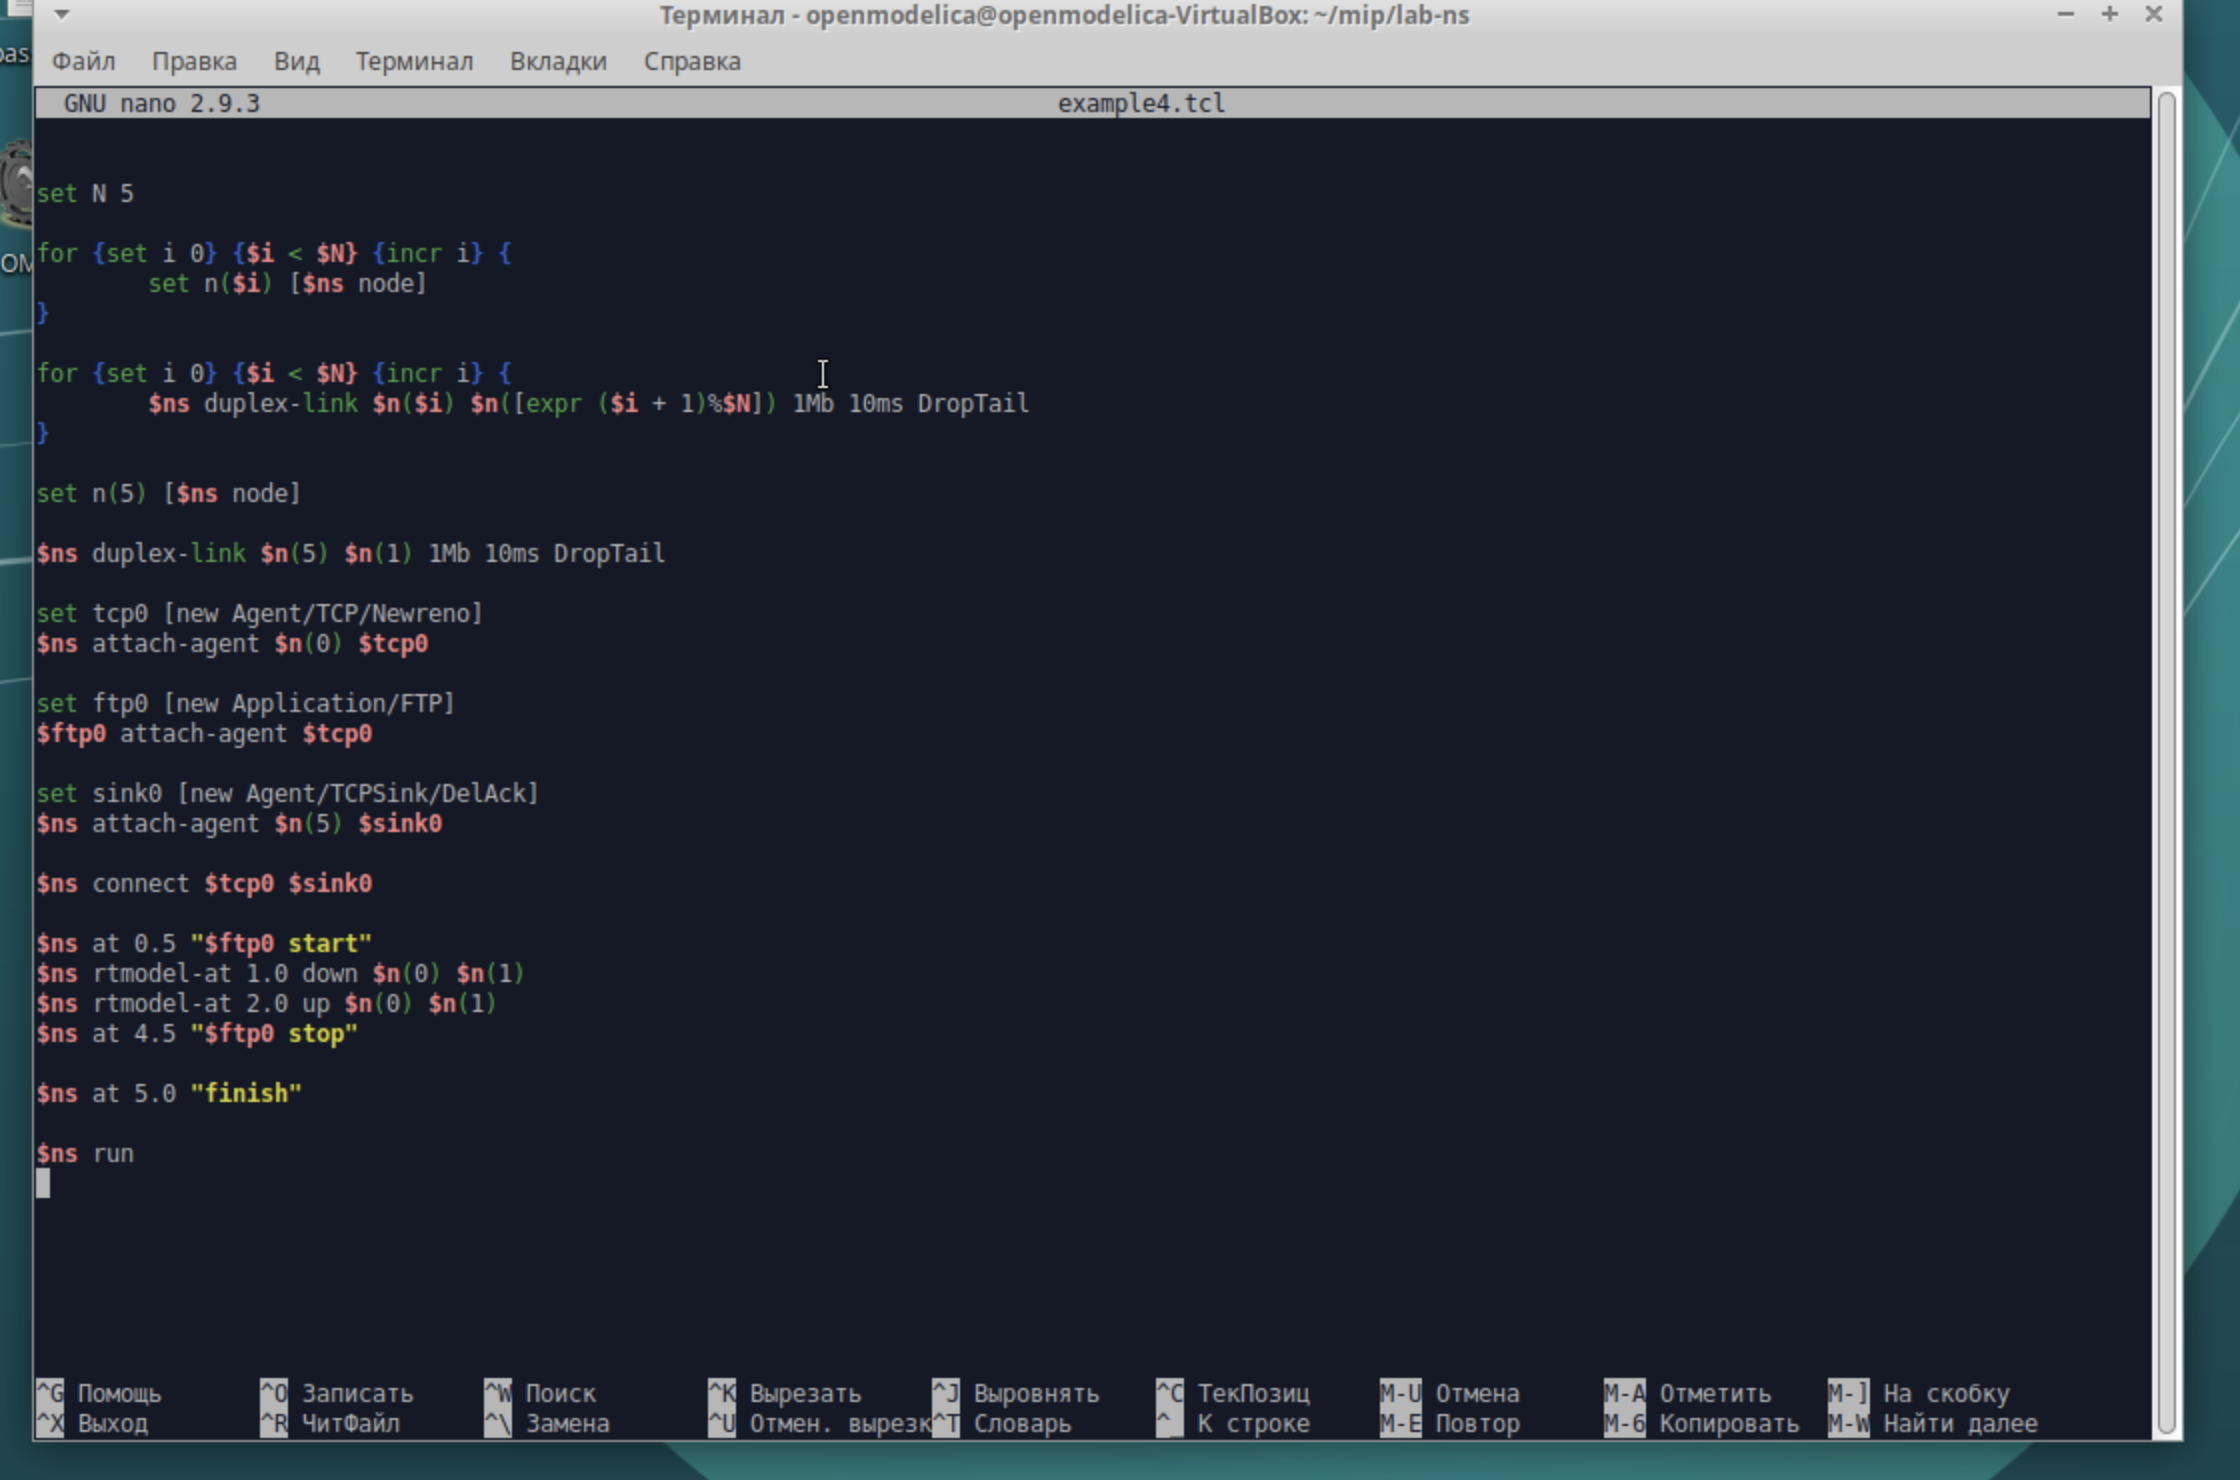 Терминал - openmodelica@openmodelica-VirtualBox: ~/mip/lab-ns
Файл Правка Вид Терминал Вкладки Справка
GNU nano 2.9.3 example4.tcl
set N 5
for {set i 0} {$i < $N} {incr i} {
set n($i) [$ns node]
}
for {set i 0} {$i < $N} {incr i} {
$ns duplex-link $n($i) $n([expr ($i + 1)%$N]) 1Mb 10ms DropTail
}
set n(5) [$ns node]
$ns duplex-link $n(5) $n(1) 1Mb 10ms DropTail
set tcp0 [new Agent/TCP/Newreno]
$ns attach-agent $n(0) $tcp0
set ftp0 [new Application/FTP]
$ftp0 attach-agent $tcp0
set sink0 [new Agent/TCPSink/DelAck]
$ns attach-agent $n(5) $sink0
$ns connect $tcp0 $sink0
$ns at 0.5 "$ftp0 start"
$ns rtmodel-at 1.0 down $n(0) $n(1)
$ns rtmodel-at 2.0 up $n(0) $n(1)
$ns at 4.5 "$ftp0 stop"
$ns at 5.0 "finish"
$ns run
^G Помощь ^O Записать ^W Поиск ^K Вырезать ^J Выровнять ^C ТекПозиц M-U Отмена M-A Отметить M-] На скобку
^X Выход ^R ЧитФайл ^\ Замена ^U Отмен. вырезк^T Словарь ^_ К строке M-E Повтор M-6 Копировать M-W Найти далее